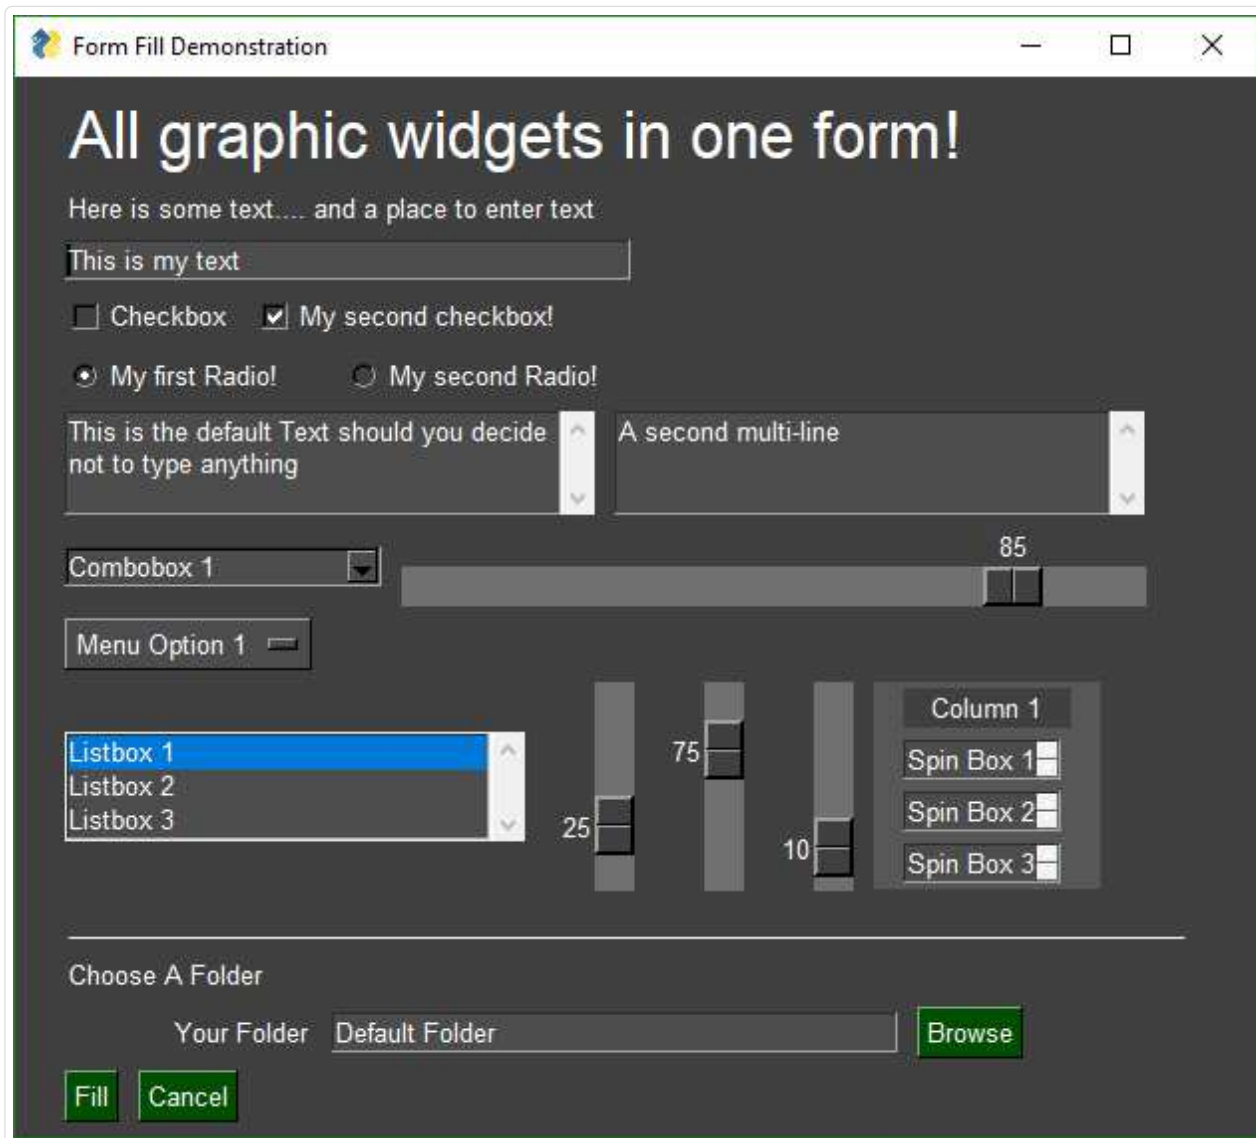 Form Fill Demonstration
All graphic widgets in one form!
Here is some text.... and a place to enter text
This is my text
Checkbox My second checkbox!
My first Radio! My second Radio!
This is the default Text should you decide
not to type anything
A second multi-line
85
Combobox 1
Menu Option 1
Listbox 1
Listbox 2
Listbox 3
25
75
10
Column 1
Spin Box 1
Spin Box 2
Spin Box 3
Choose A Folder
Your Folder Default Folder Browse
Fill Cancel